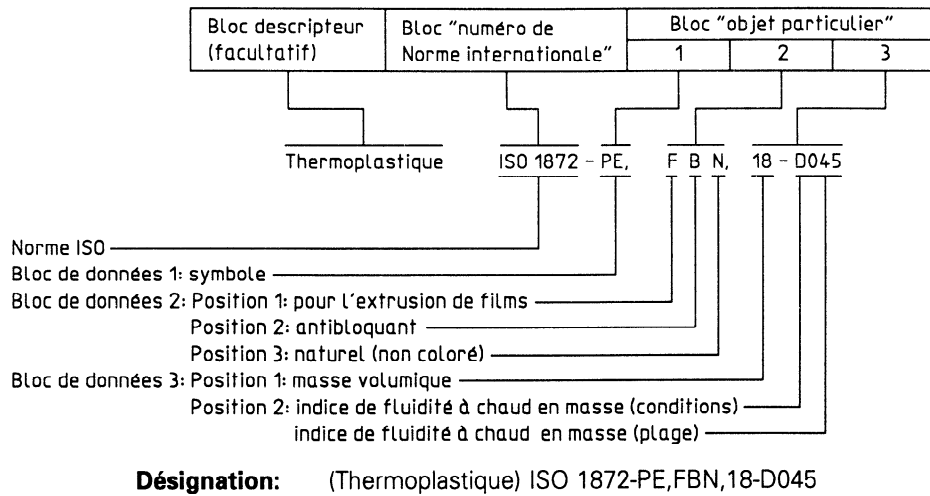 Bloc descripteur
(facultatif)
Bloc "numéro de
Norme internationale"
Bloc "objet particulier"
1 2 3
Thermoplastique ISO 1872 - PE, F B N, 18 - D045
Norme ISO
Bloc de données 1: symbole
Bloc de données 2: Position 1: pour l'extrusion de films
Position 2: antibloquant
Position 3: naturel (non coloré)
Bloc de données 3: Position 1: masse volumique
Position 2: indice de fluidité à chaud en masse (conditions)
indice de fluidité à chaud en masse (plage)
Désignation: (Thermoplastique) ISO 1872-PE,FBN,18-D045